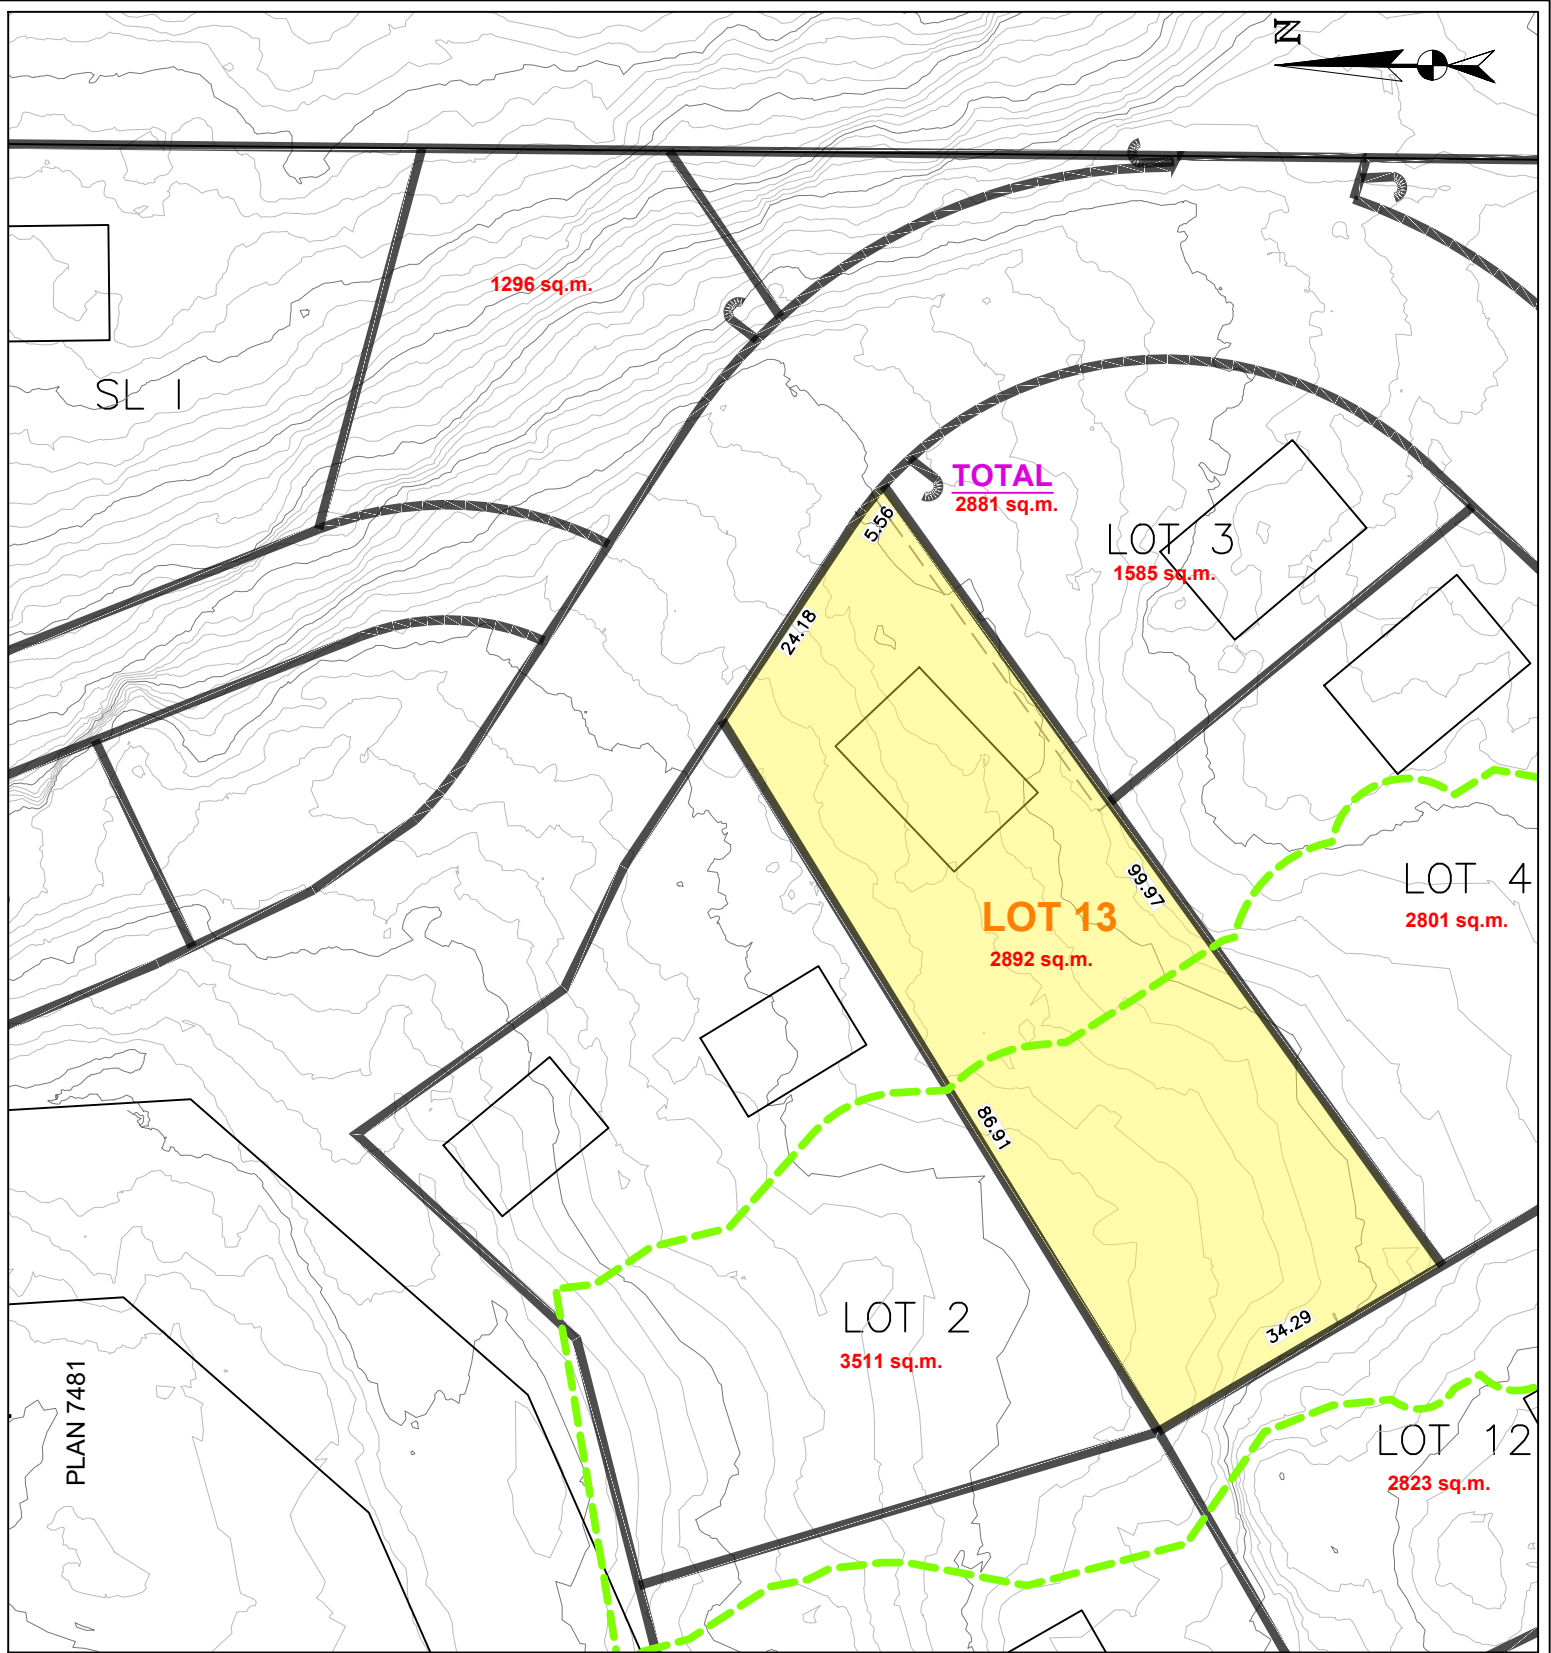 N
1296 sq.m.
SL 1
TOTAL
2881 sq.m.
5.56
LOT 3
1585 sq.m.
24.18
99.97
LOT 4
2801 sq.m.
LOT 13
2892 sq.m.
86.91
LOT 2
3511 sq.m.
34.29
PLAN 7481
LOT 12
2823 sq.m.